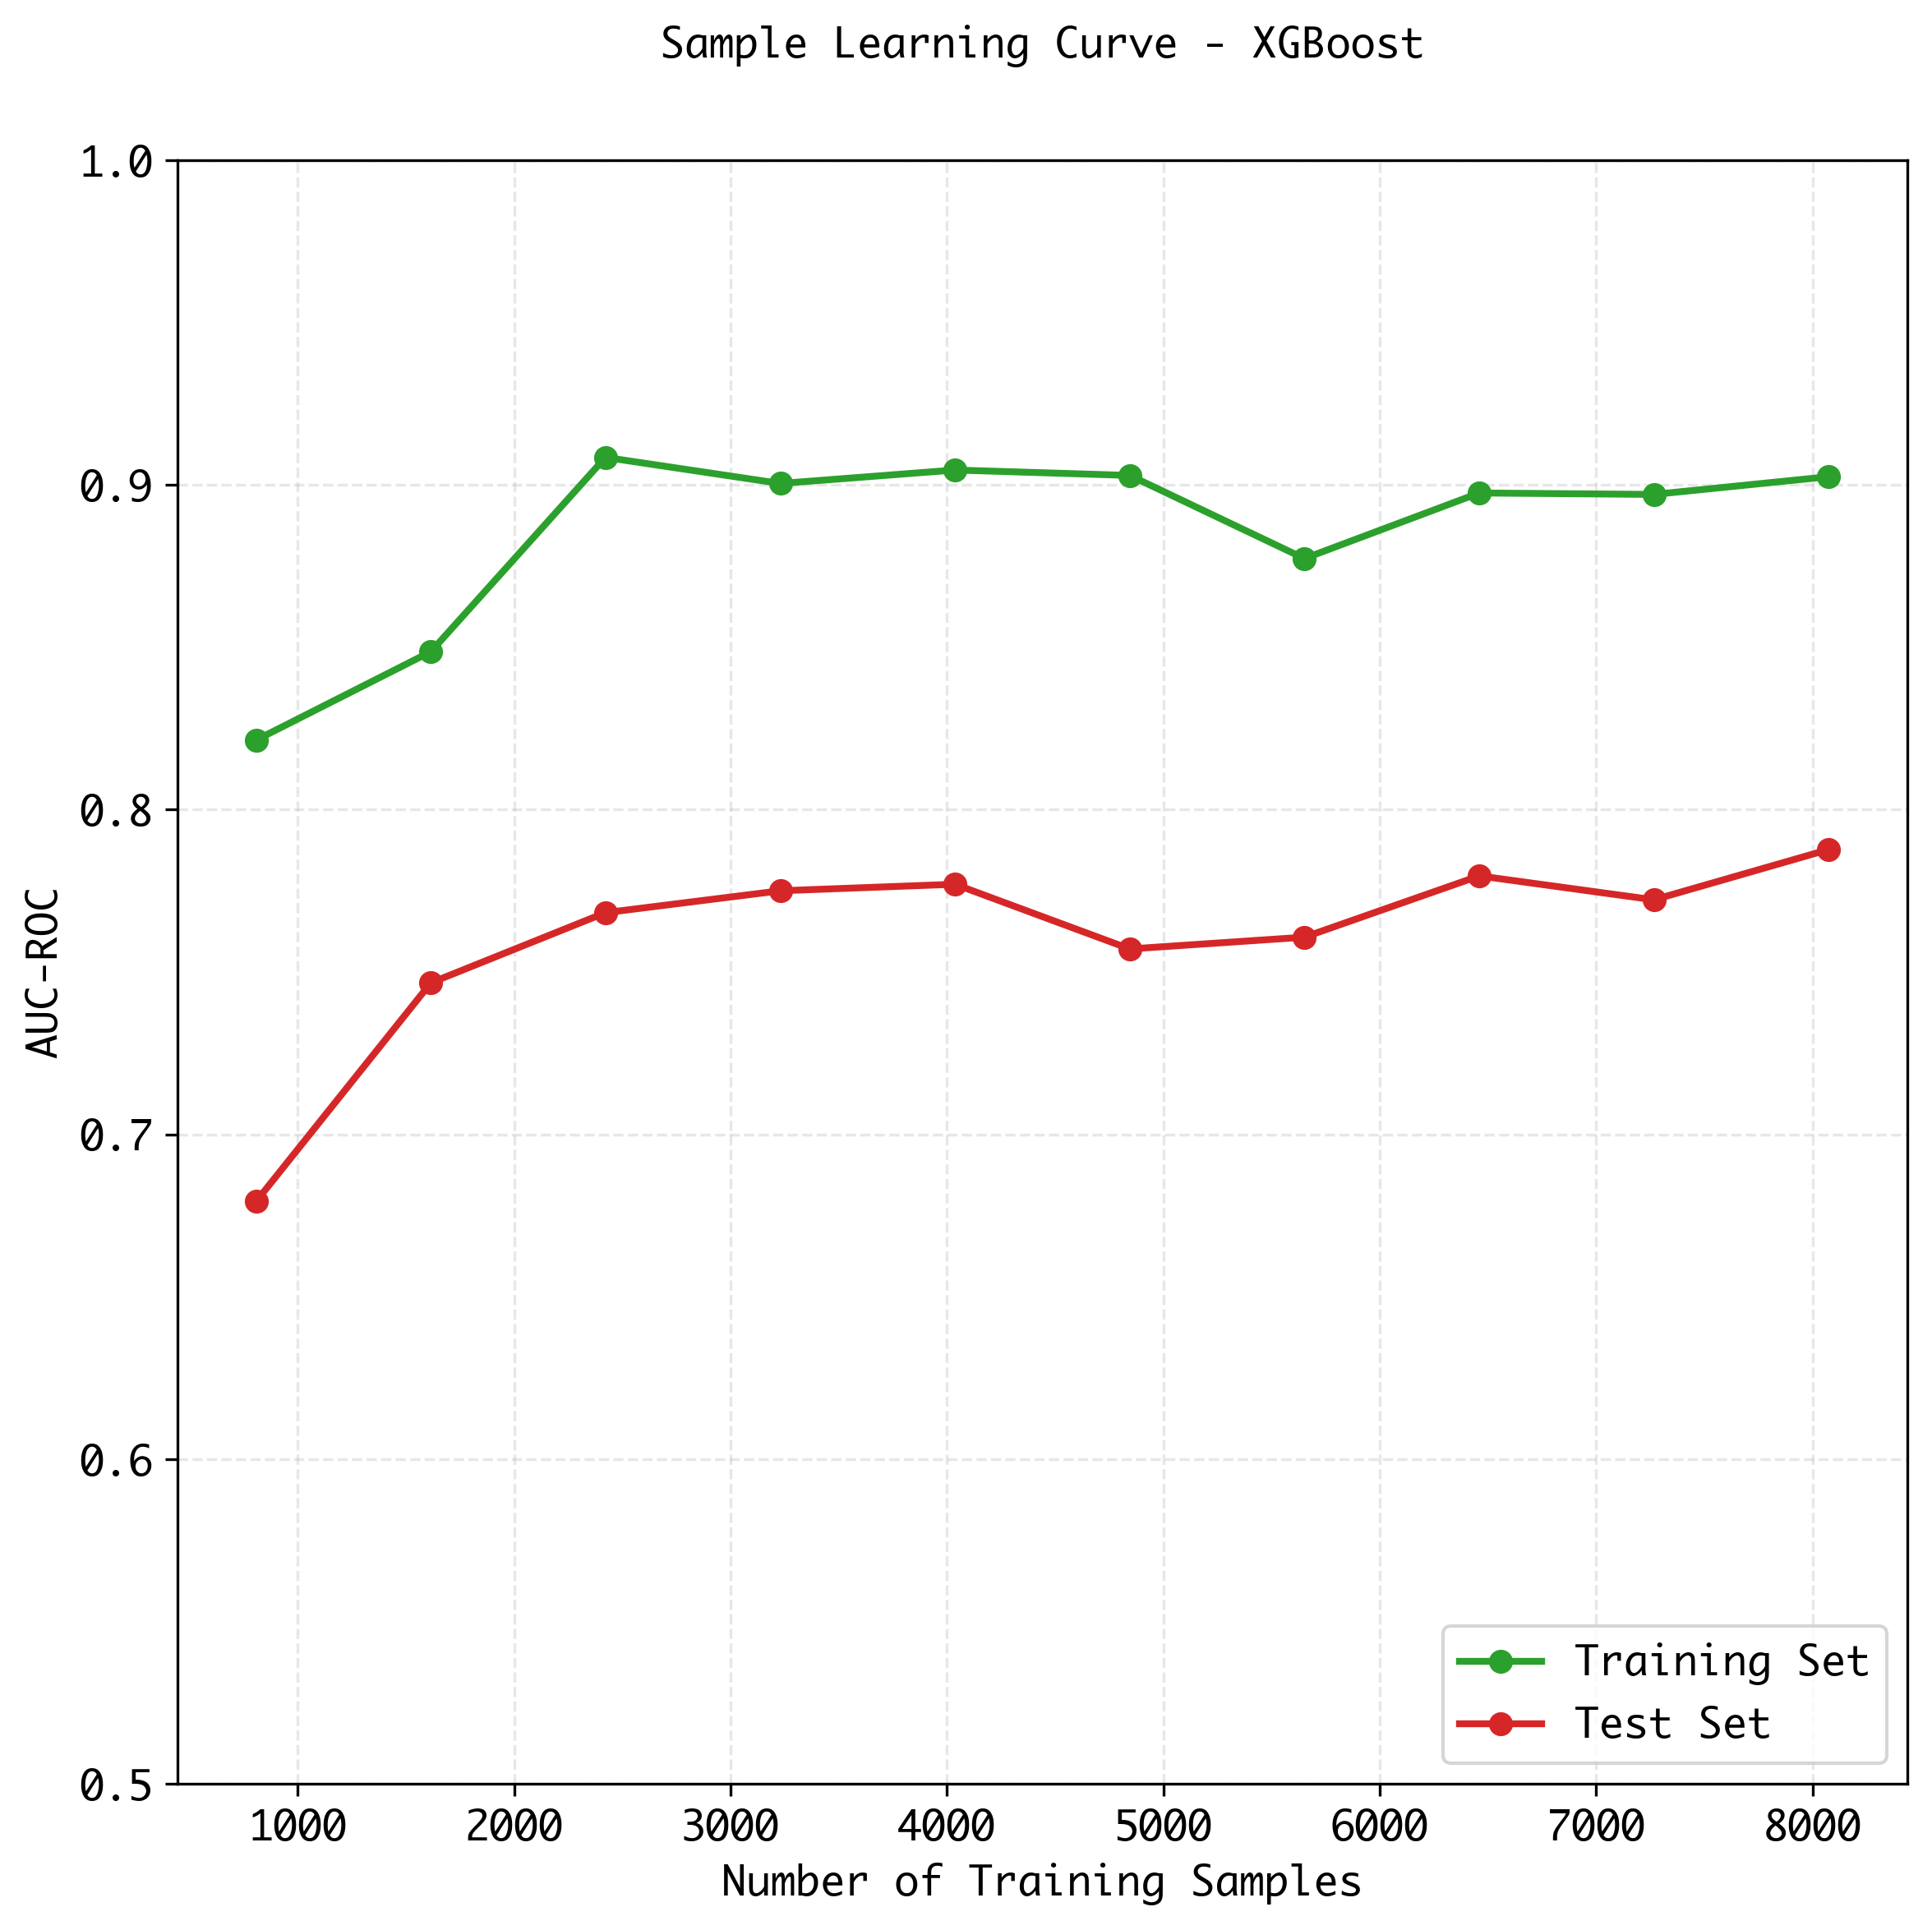 Sample Learning Curve - XGBoost
1.0
0.9
0.8
0.7
0.6
0.5
AUC-ROC
1000 2000 3000 4000 5000 6000 7000 8000
Number of Training Samples
Training Set
Test Set